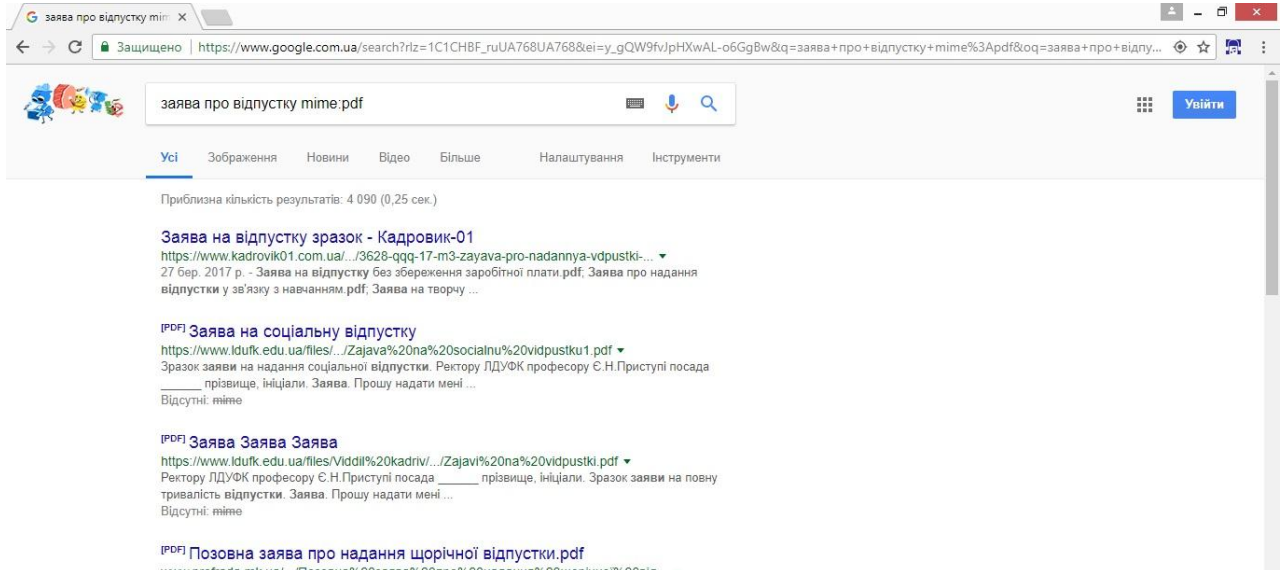 заява про відпустку mim
Защищено | https://www.google.com.ua/search?rlz=1C1CHBF_ruUA768UA768&ei=y_gQW9fvJpHXwAL-o6GgBw&q=заява+про+відпустку+mime%3Apdf&oq=заява+про+відпу...
заява про відпустку mime:pdf
Увійти
Усі Зображення Новини Відео Більше Налаштування Інструменти
Приблизна кількість результатів: 4 090 (0,25 сек.)
Заява на відпустку зразок - Кадровик-01
https://www.kadrovik01.com.ua/.../3628-qqq-17-m3-zayava-pro-nadannya-vdpustki-...
27 бер. 2017 р. - Заява на відпустку без збереження заробітної плати.pdf; Заява про надання
відпустки у зв'язку з навчанням.pdf; Заява на творчу ...
[PDF] Заява на соціальну відпустку
https://www.ldufk.edu.ua/files/.../Zajava%20na%20socialnu%20vidpustku1.pdf
Зразок заяви на надання соціальної відпустки. Ректору ЛДУФК професору Є.Н.Приступі посада
______ прізвище, ініціали. Заява. Прошу надати мені ...
Відсутні: mime
[PDF] Заява Заява Заява
https://www.ldufk.edu.ua/files/Viddil%20kadriv/.../Zajavi%20na%20vidpustki.pdf
Ректору ЛДУФК професору Є.Н.Приступі посада ______ прізвище, ініціали. Зразок заяви на повну
тривалість відпустки. Заява. Прошу надати мені ...
Відсутні: mime
[PDF] Позовна заява про надання щорічної відпустки.pdf